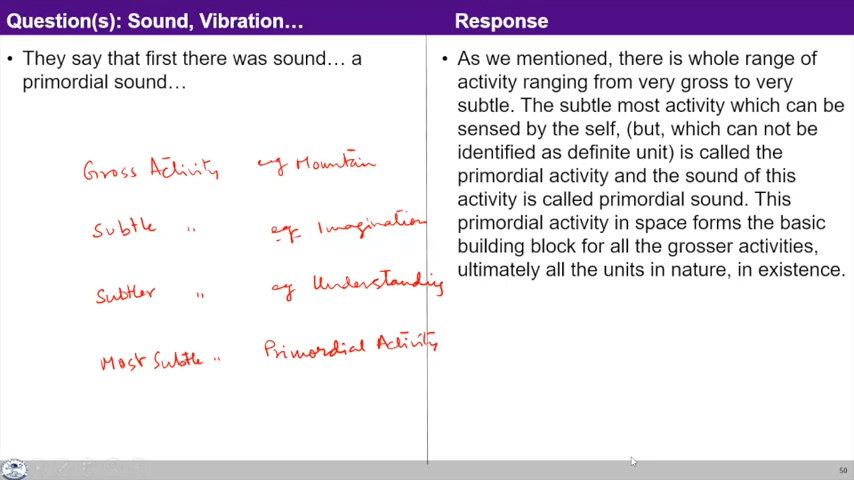 Question(s): Sound, Vibration…
• They say that first there was sound… a
primordial sound…
Gross Activity eg Mountain
Subtle " eg Imagination
Subtler " eg Understanding
Most Subtle " Primordial Activity
Response
• As we mentioned, there is whole range of
activity ranging from very gross to very
subtle. The subtle most activity which can be
sensed by the self, (but, which can not be
identified as definite unit) is called the
primordial activity and the sound of this
activity is called primordial sound. This
primordial activity in space forms the basic
building block for all the grosser activities,
ultimately all the units in nature, in existence.
50